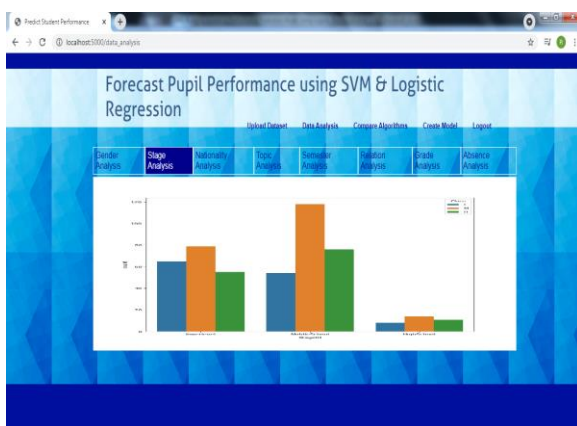 Predict Student Performance
localhost:5000/data_analysis
Forecast Pupil Performance using SVM & Logistic
Regression
Upload Dataset Data Analysis Compare Algorithms Create Model Logout
Gender Analysis Stage Analysis Nationality Analysis Topic Analysis Semester Analysis Relation Analysis Grade Analysis Absence Analysis